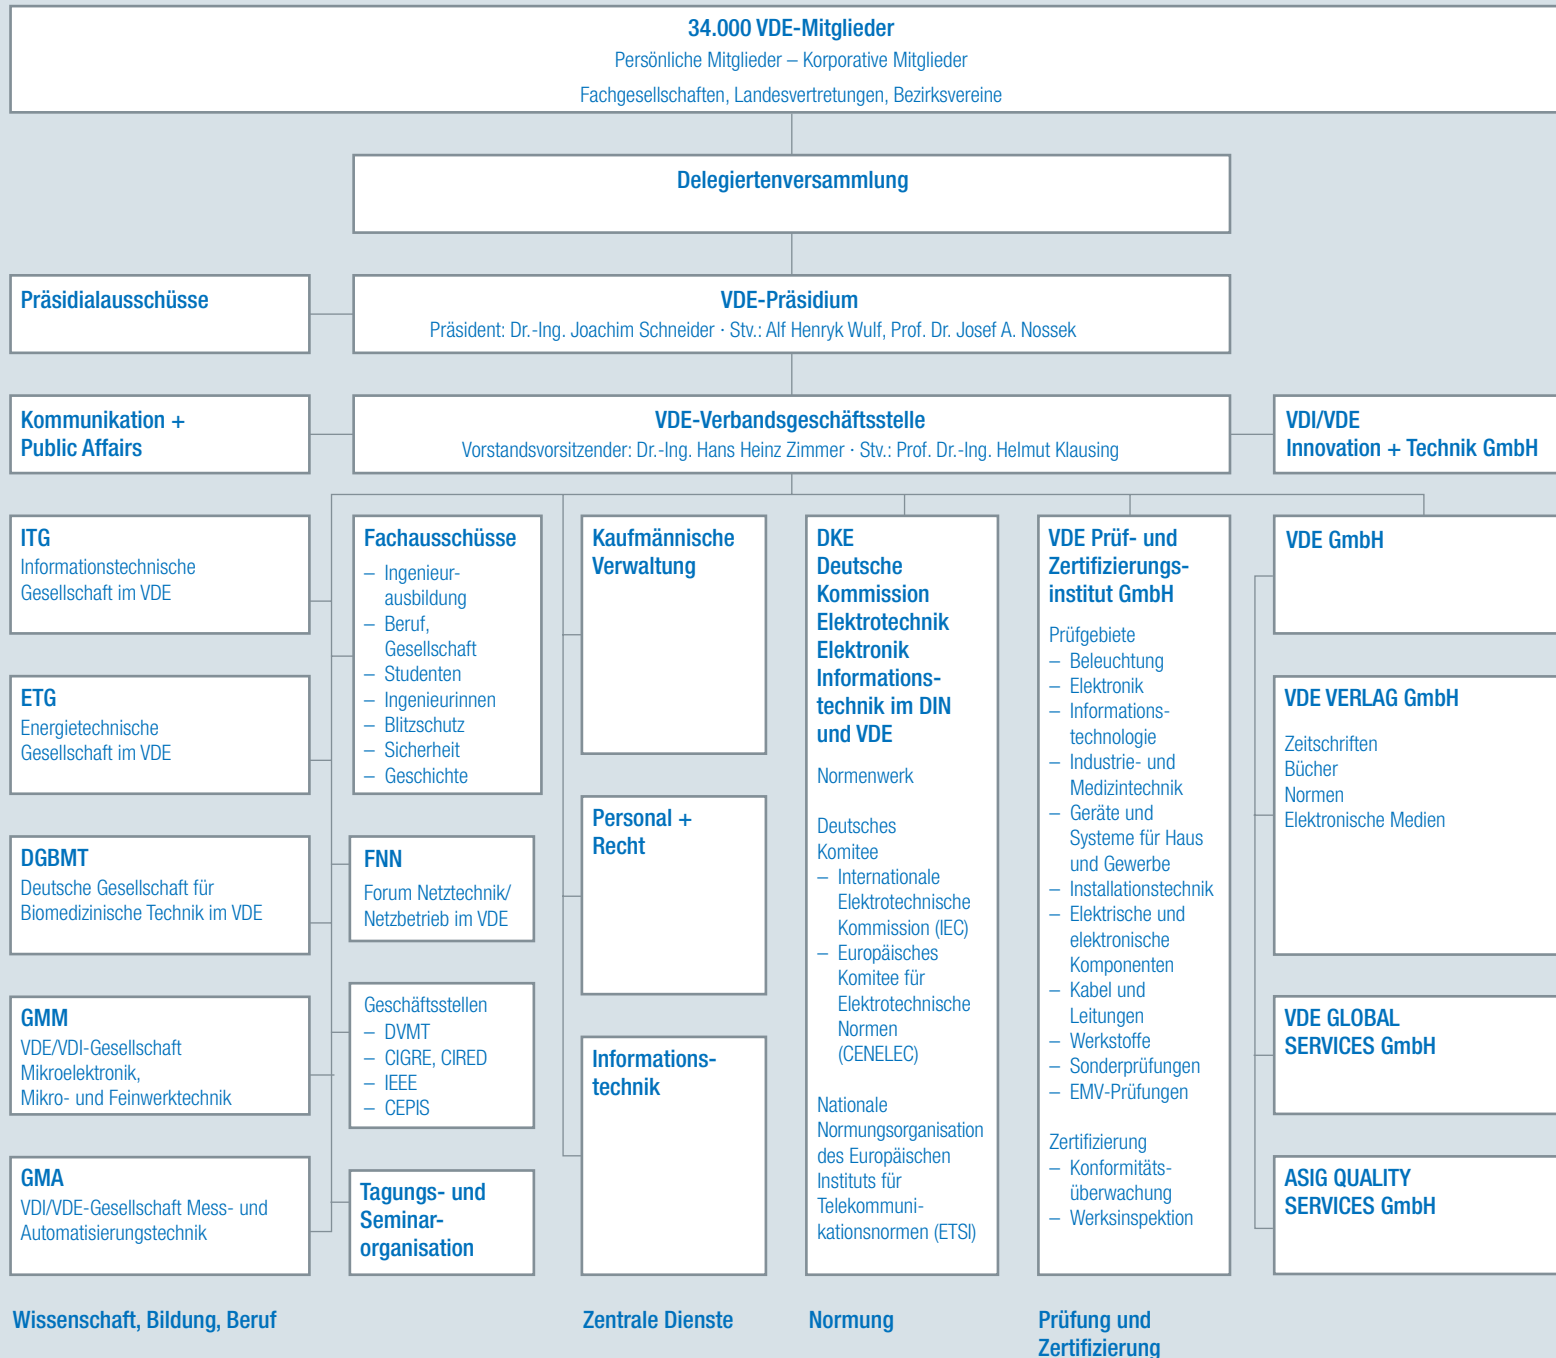 34.000 VDE-Mitglieder
Persönliche Mitglieder – Korporative Mitglieder
Fachgesellschaften, Landesvertretungen, Bezirksvereine
Delegiertenversammlung
Präsidialausschüsse
VDE-Präsidium
Präsident: Dr.-Ing. Joachim Schneider · Stv.: Alf Henryk Wulf, Prof. Dr. Josef A. Nossek
Kommunikation +
Public Affairs
VDE-Verbandsgeschäftsstelle
Vorstandsvorsitzender: Dr.-Ing. Hans Heinz Zimmer · Stv.: Prof. Dr.-Ing. Helmut Klausing
VDI/VDE
Innovation + Technik GmbH
ITG
Informationstechnische
Gesellschaft im VDE
ETG
Energietechnische
Gesellschaft im VDE
DGBMT
Deutsche Gesellschaft für
Biomedizinische Technik im VDE
GMM
VDE/VDI-Gesellschaft
Mikroelektronik,
Mikro- und Feinwerktechnik
GMA
VDI/VDE-Gesellschaft Mess- und
Automatisierungstechnik
Fachausschüsse
– Ingenieur-
ausbildung
– Beruf,
Gesellschaft
– Studenten
– Ingenieurinnen
– Blitzschutz
– Sicherheit
– Geschichte
FNN
Forum Netztechnik/
Netzbetrieb im VDE
Geschäftsstellen
– DVMT
– CIGRE, CIRED
– IEEE
– CEPIS
Tagungs- und
Seminar-
organisation
Kaufmännische
Verwaltung
Personal +
Recht
Informations-
technik
DKE
Deutsche
Kommission
Elektrotechnik
Elektronik
Informations-
technik im DIN
und VDE
Normenwerk
Deutsches
Komitee
– Internationale
Elektrotechnische
Kommission (IEC)
– Europäisches
Komitee für
Elektrotechnische
Normen
(CENELEC)
Nationale
Normungsorganisation
des Europäischen
Instituts für
Telekommuni-
kationsnormen (ETSI)
VDE Prüf- und
Zertifizierungs-
institut GmbH
Prüfgebiete
– Beleuchtung
– Elektronik
– Informations-
technologie
– Industrie- und
Medizintechnik
– Geräte und
Systeme für Haus
und Gewerbe
– Installationstechnik
– Elektrische und
elektronische
Komponenten
– Kabel und
Leitungen
– Werkstoffe
– Sonderprüfungen
– EMV-Prüfungen
Zertifizierung
– Konformitäts-
überwachung
– Werksinspektion
VDE GmbH
VDE VERLAG GmbH
Zeitschriften
Bücher
Normen
Elektronische Medien
VDE GLOBAL
SERVICES GmbH
ASIG QUALITY
SERVICES GmbH
Wissenschaft, Bildung, Beruf
Zentrale Dienste
Normung
Prüfung und
Zertifizierung